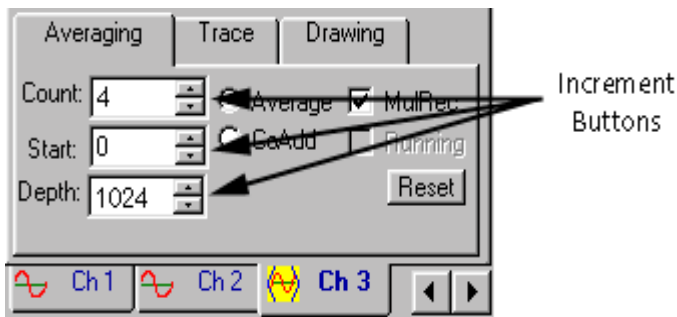 Averaging Trace Drawing
Count: 4 Average MulRec
Start: 0 CoAdd Running
Depth: 1024 Reset
Ch 1 Ch 2 Ch 3
Increment
Buttons